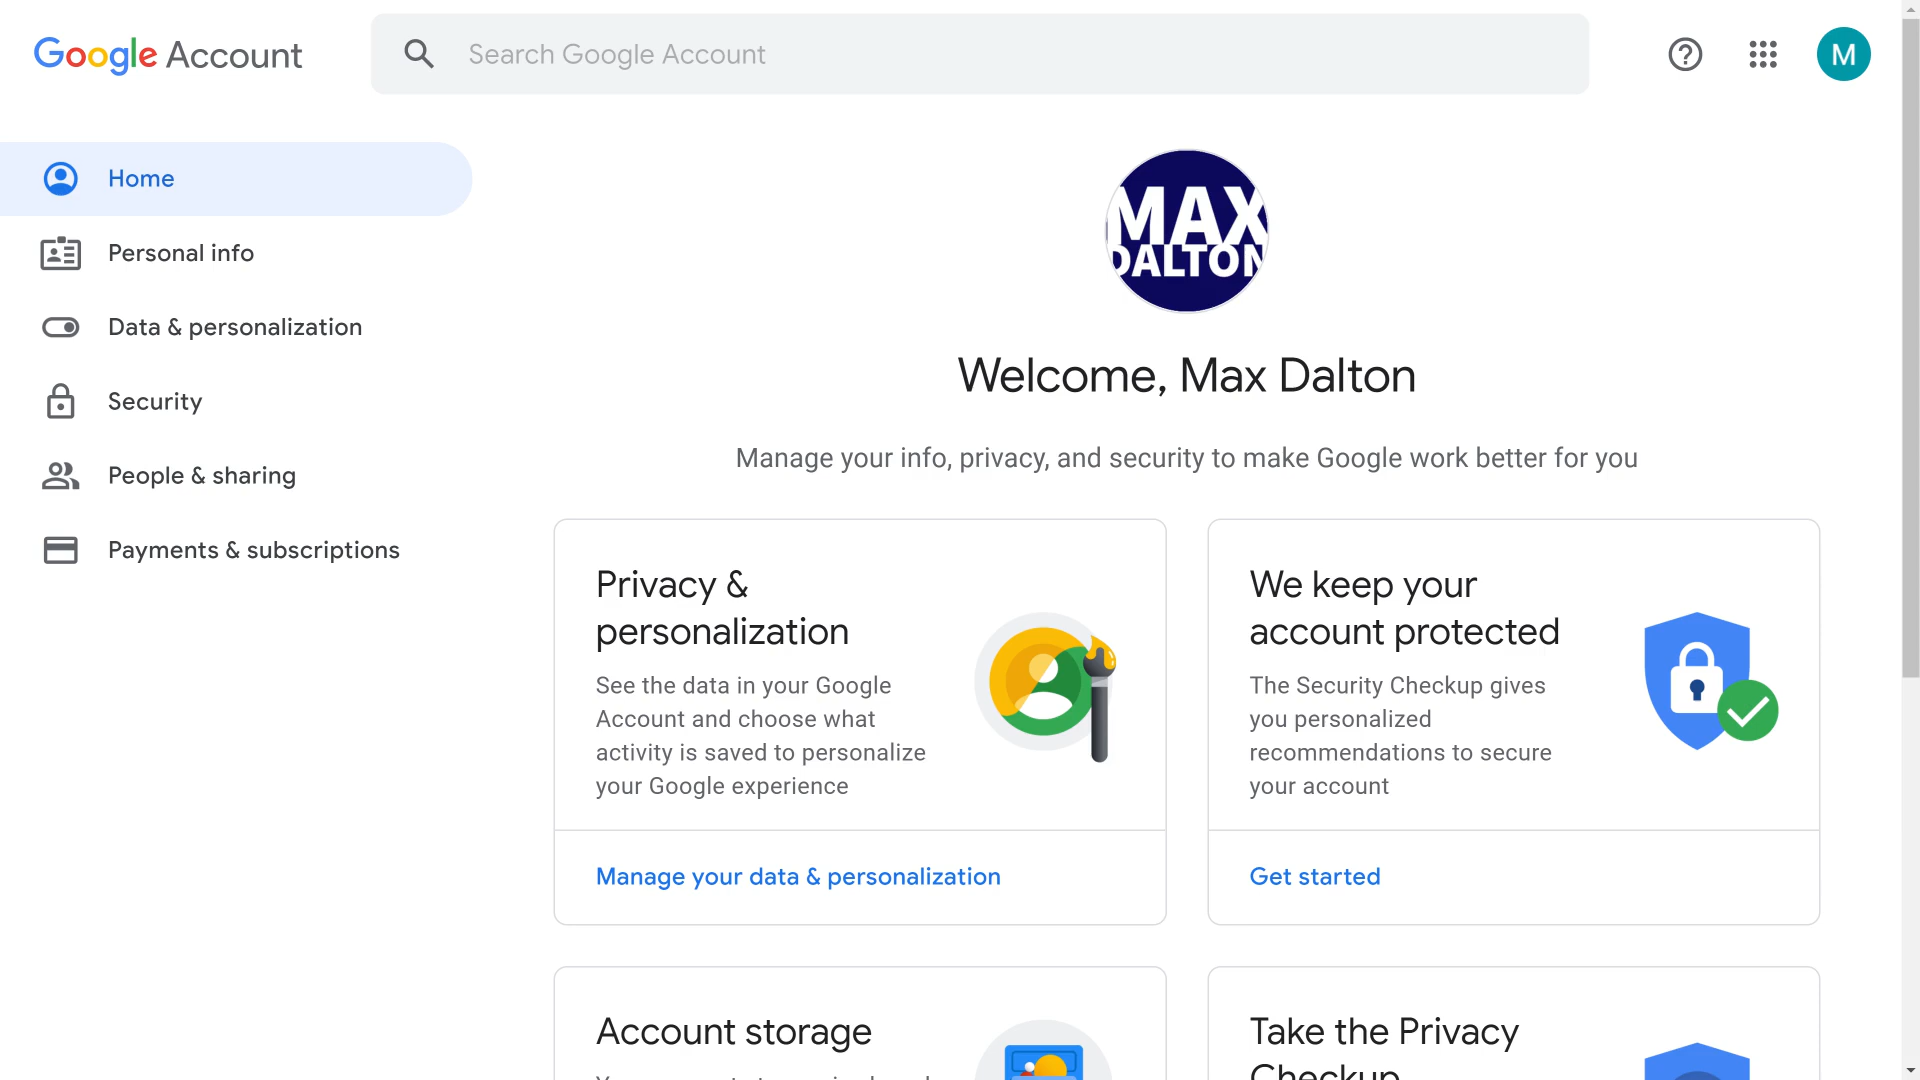 Google Account
Search Google Account
M
Home
Personal info
Data & personalization
Security
People & sharing
Payments & subscriptions
MAX
DALTON
Welcome, Max Dalton
Manage your info, privacy, and security to make Google work better for you
Privacy &
personalization
See the data in your Google
Account and choose what
activity is saved to personalize
your Google experience
Manage your data & personalization
We keep your
account protected
The Security Checkup gives
you personalized
recommendations to secure
your account
Get started
Account storage
Take the Privacy
Checkup